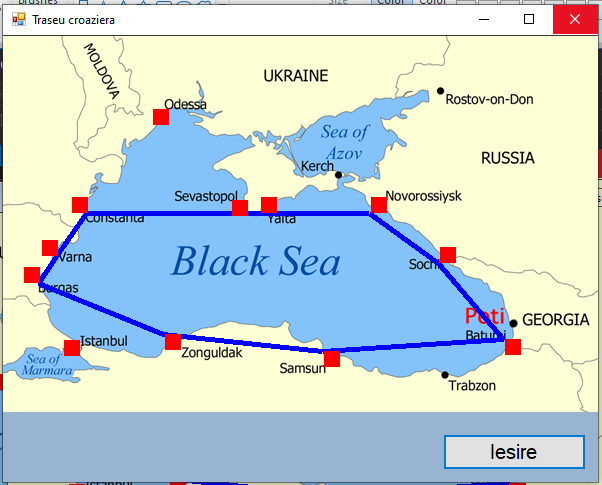 Traseu croaziera
MOLDOVA
UKRAINE
Odessa
Rostov-on-Don
Sea of
Azov
Kerch
RUSSIA
Sevastopol
Novorossiysk
Constanta
Yalta
Varna
Black Sea
Sochi
Burgas
Poti
GEORGIA
Batumi
Istanbul
Zonguldak
Sea of
Marmara
Samsun
Trabzon
Iesire